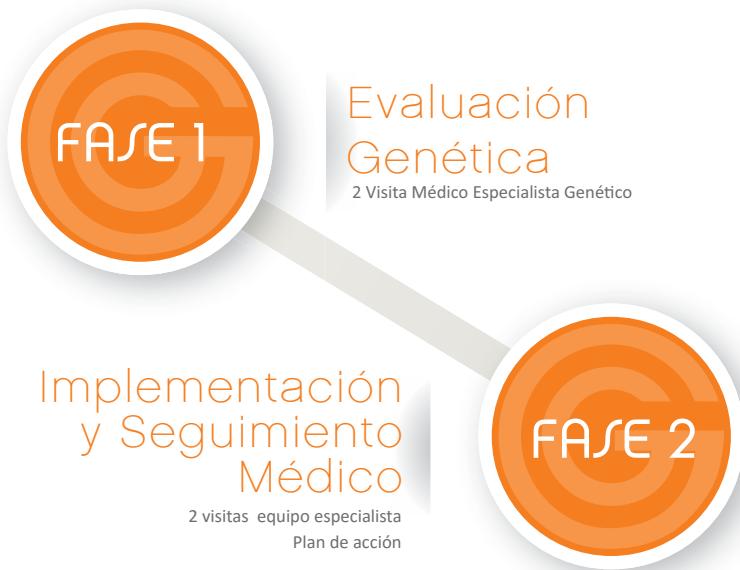 FASE 1
Evaluación
Genética
2 Visita Médico Especialista Genético
Implementación
y Seguimiento
Médico
2 visitas equipo especialista
Plan de acción
FASE 2